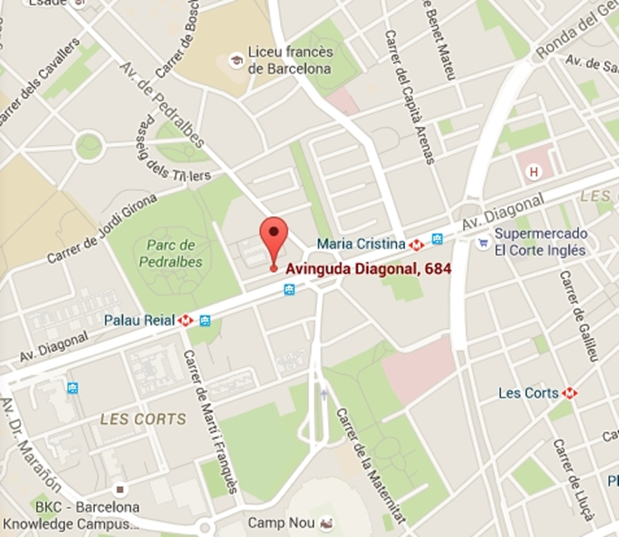 Esade
Carrer de Bosc
Liceu francès
de Barcelona
Carrer del Capità Arenas
e Benet Mateu
Ronda del Ge
Av. de Sa
Carrer dels Cavallers
Av. de Pedralbes
Passeig dels Til·lers
Carrer de Jordi Girona
Parc de
Pedralbes
H
LES
Av. Diagonal
Maria Cristina
Supermercado
El Corte Inglés
Avinguda Diagonal, 684
Palau Reial
Av. Diagonal
Carrer de Galileu
Les Corts
Carrer de Martí i Franquès
LES CORTS
Av. Dr. Marañón
Carrer de la Maternitat
Carrer de Lluçà
Ca
Pl
BKC - Barcelona
Knowledge Campus...
Camp Nou